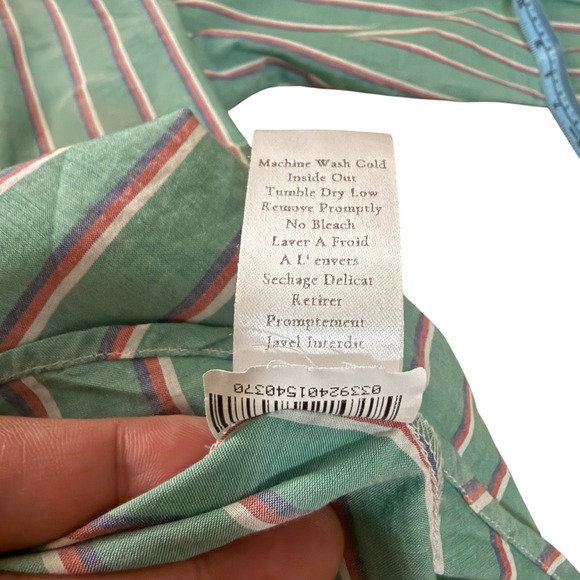 Machine Wash Cold
Inside Out
Tumble Dry Low
Remove Promptly
No Bleach
Laver A Froid
A L' envers
Sechage Delicat
Retirer
Promptement
Javel Interdit
0339240154037​0